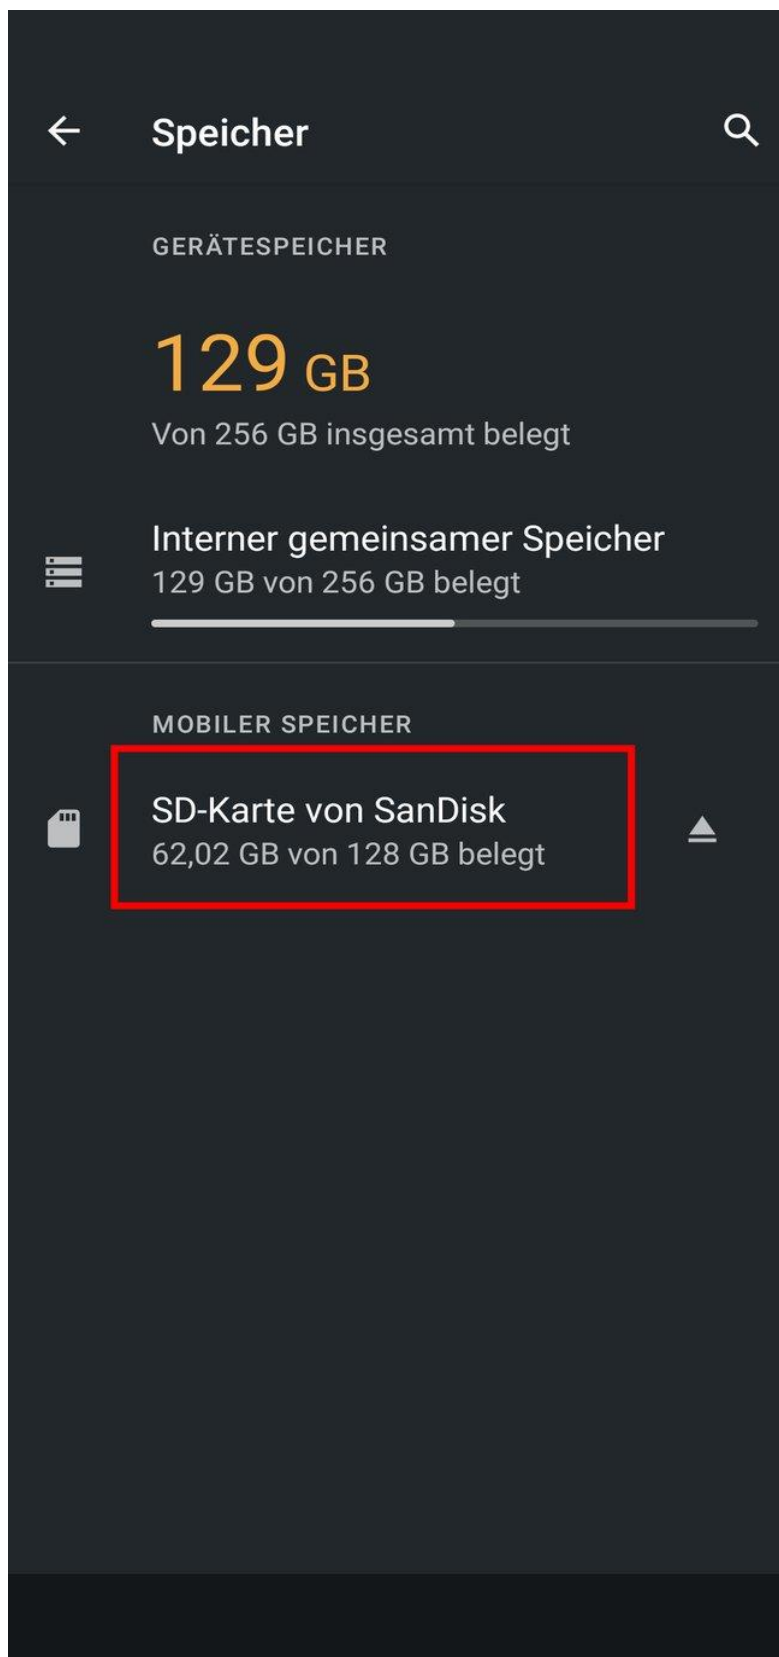 Speicher
GERÄTESPEICHER
129 GB
Von 256 GB insgesamt belegt
Interner gemeinsamer Speicher
129 GB von 256 GB belegt
MOBILER SPEICHER
SD-Karte von SanDisk
62,02 GB von 128 GB belegt